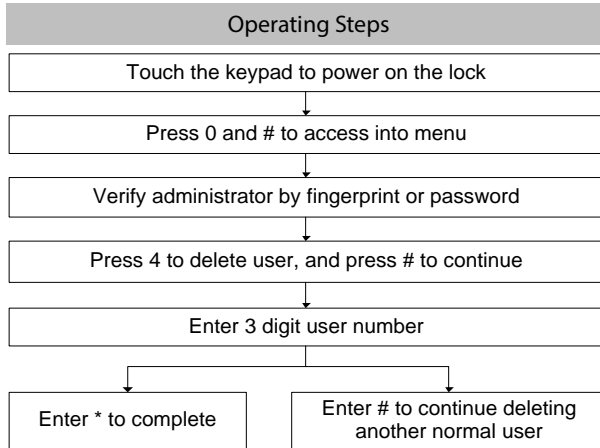 Operating Steps
Touch the keypad to power on the lock
Press 0 and # to access into menu
Verify administrator by fingerprint or password
Press 4 to delete user, and press # to continue
Enter 3 digit user number
Enter * to complete
Enter # to continue deleting
another normal user